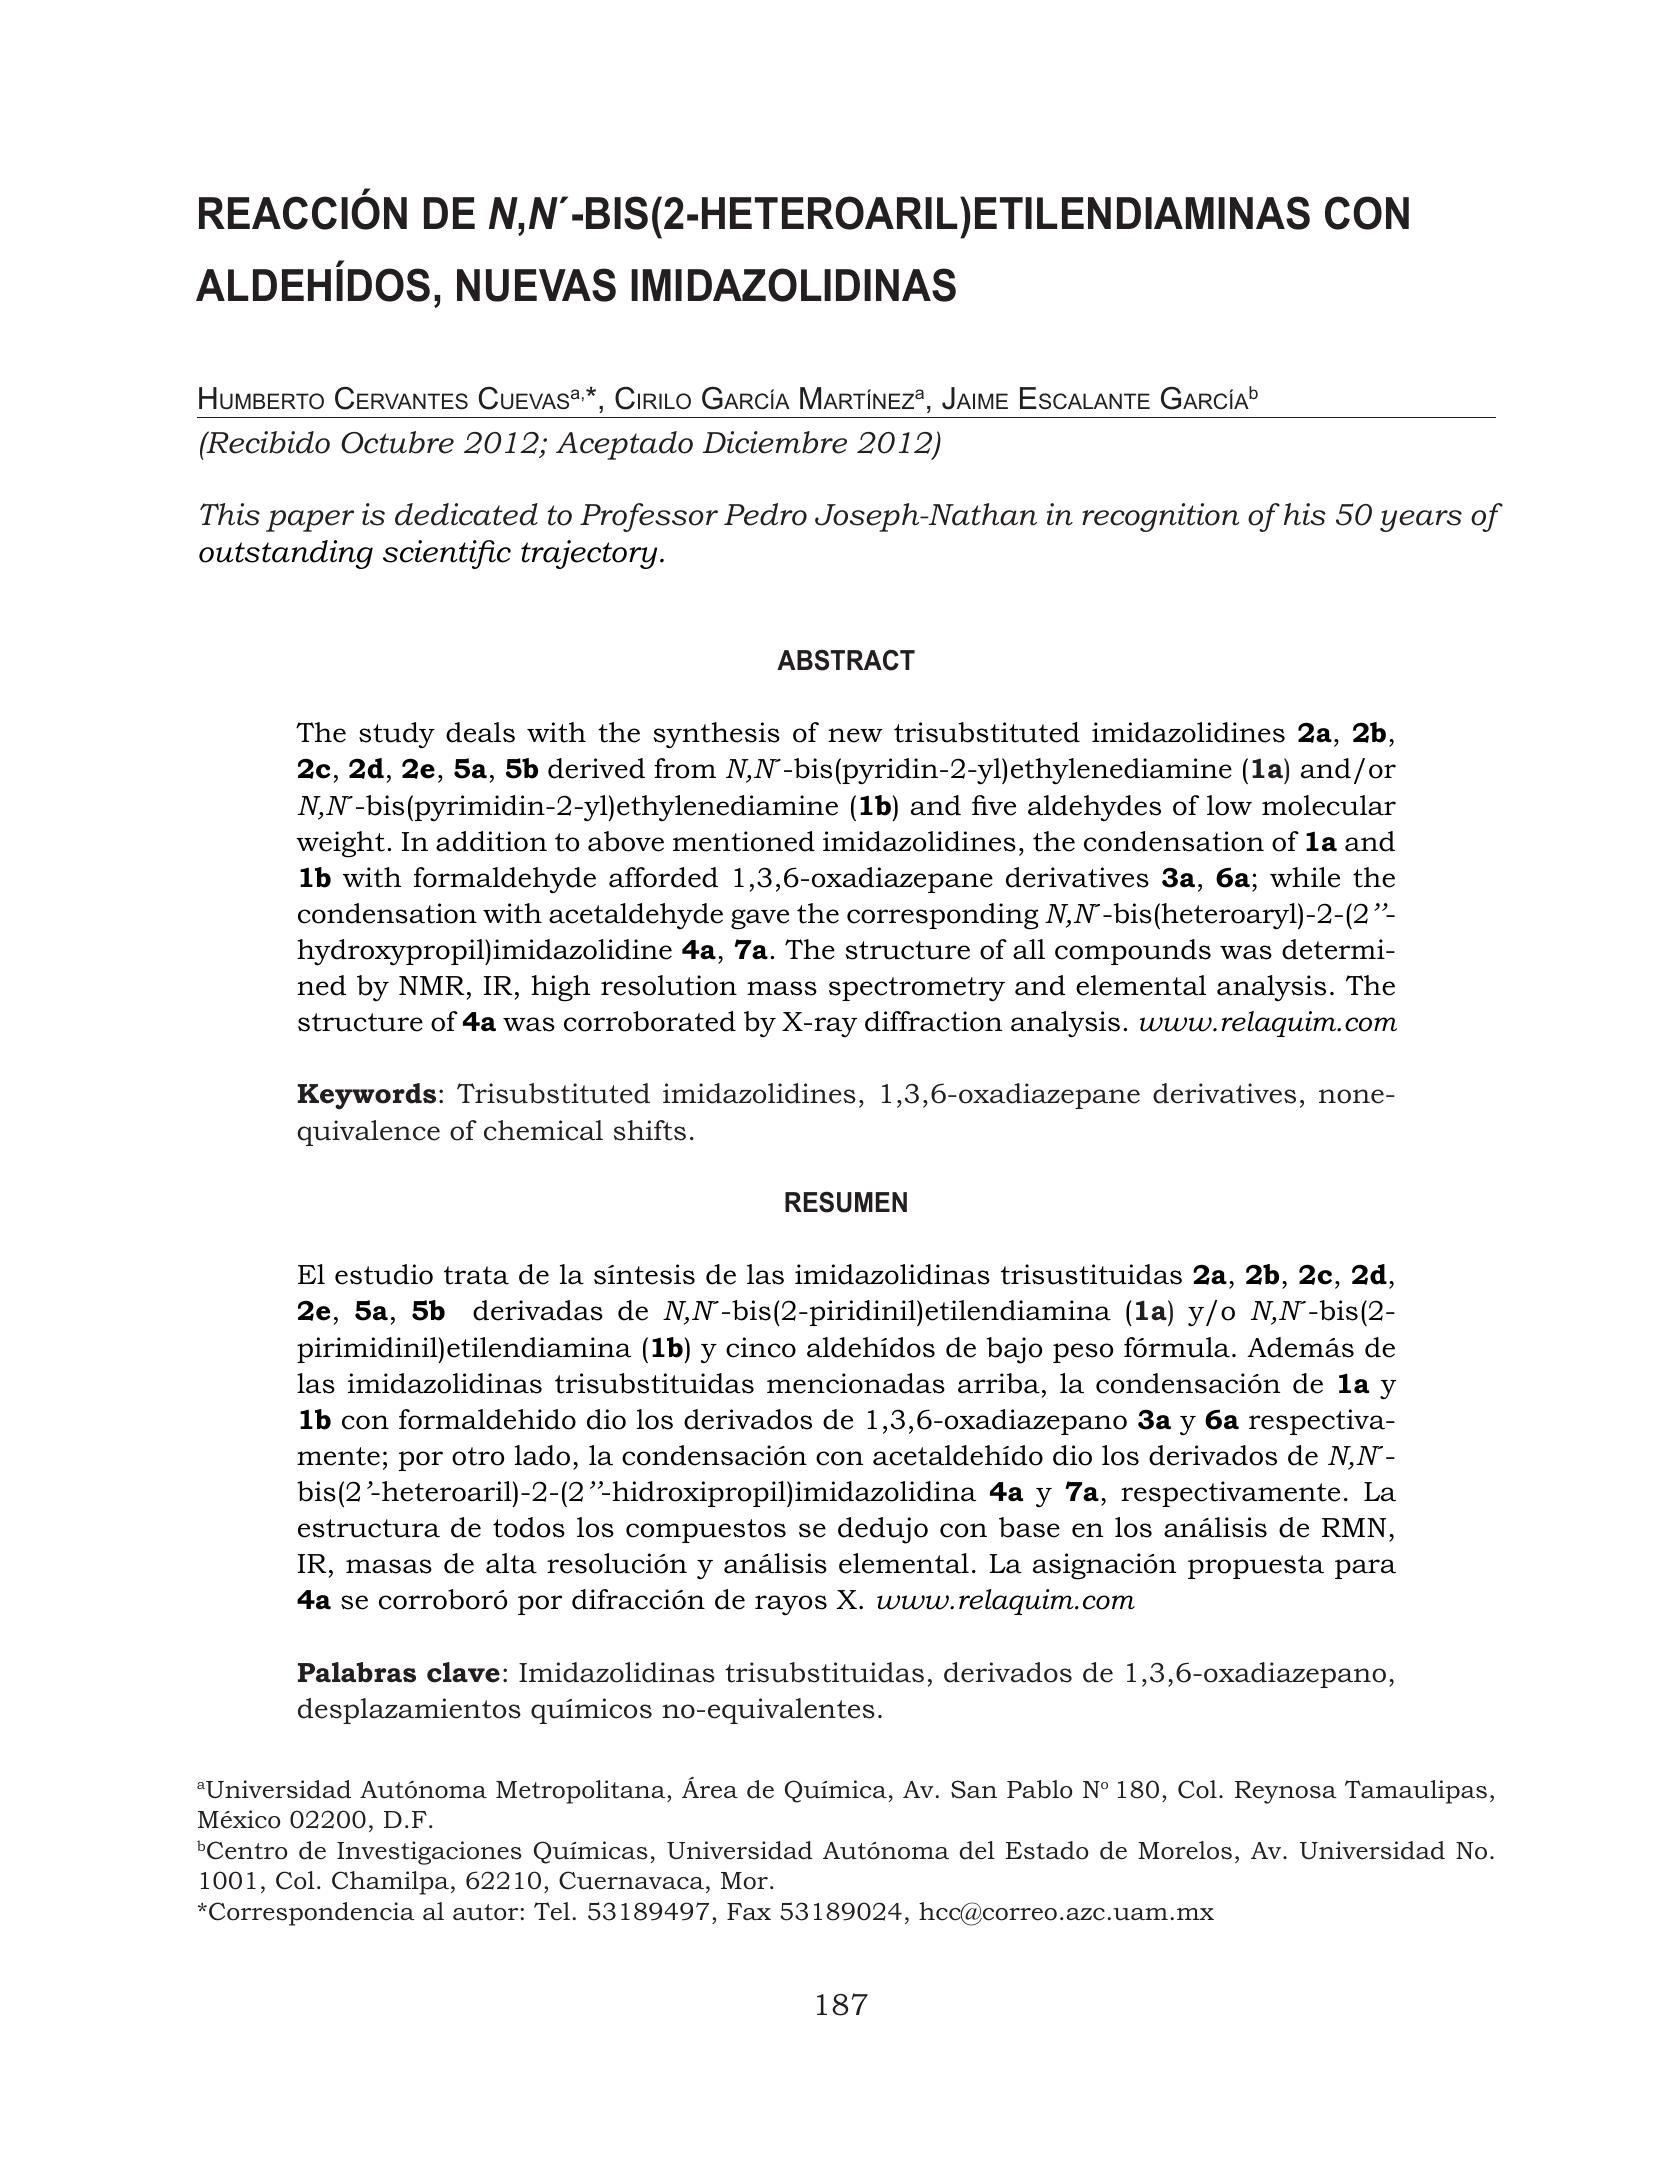 REACCIÓN DE N,N´-BIS(2-HETEROARIL)ETILENDIAMINAS CON
ALDEHÍDOS, NUEVAS IMIDAZOLIDINAS
Humberto Cervantes Cuevasa,*, Cirilo García Martíneza, Jaime Escalante Garcíab
(Recibido Octubre 2012; Aceptado Diciembre 2012)
This paper is dedicated to Professor Pedro Joseph-Nathan in recognition of his 50 years of
outstanding scientific trajectory.
ABSTRACT
The study deals with the synthesis of new trisubstituted imidazolidines 2a, 2b,
2c, 2d, 2e, 5a, 5b derived from N,N´-bis(pyridin-2-yl)ethylenediamine (1a) and/or
N,N´-bis(pyrimidin-2-yl)ethylenediamine (1b) and five aldehydes of low molecular
weight. In addition to above mentioned imidazolidines, the condensation of 1a and
1b with formaldehyde afforded 1,3,6-oxadiazepane derivatives 3a, 6a; while the
condensation with acetaldehyde gave the corresponding N,N´-bis(heteroaryl)-2-(2’’-
hydroxypropil)imidazolidine 4a, 7a. The structure of all compounds was determi-
ned by NMR, IR, high resolution mass spectrometry and elemental analysis. The
structure of 4a was corroborated by X-ray diffraction analysis. www.relaquim.com
Keywords: Trisubstituted imidazolidines, 1,3,6-oxadiazepane derivatives, none-
quivalence of chemical shifts.
RESUMEN
El estudio trata de la síntesis de las imidazolidinas trisustituidas 2a, 2b, 2c, 2d,
2e, 5a, 5b derivadas de N,N´-bis(2-piridinil)etilendiamina (1a) y/o N,N´-bis(2-
pirimidinil)etilendiamina (1b) y cinco aldehídos de bajo peso fórmula. Además de
las imidazolidinas trisubstituidas mencionadas arriba, la condensación de 1a y
1b con formaldehido dio los derivados de 1,3,6-oxadiazepano 3a y 6a respectiva-
mente; por otro lado, la condensación con acetaldehído dio los derivados de N,N´-
bis(2’-heteroaril)-2-(2’’-hidroxipropil)imidazolidina 4a y 7a, respectivamente. La
estructura de todos los compuestos se dedujo con base en los análisis de RMN,
IR, masas de alta resolución y análisis elemental. La asignación propuesta para
4a se corroboró por difracción de rayos X. www.relaquim.com
Palabras clave: Imidazolidinas trisubstituidas, derivados de 1,3,6-oxadiazepano,
desplazamientos químicos no-equivalentes.
aUniversidad Autónoma Metropolitana, Área de Química, Av. San Pablo Nº 180, Col. Reynosa Tamaulipas,
México 02200, D.F.
bCentro de Investigaciones Químicas, Universidad Autónoma del Estado de Morelos, Av. Universidad No.
1001, Col. Chamilpa, 62210, Cuernavaca, Mor.
*Correspondencia al autor: Tel. 53189497, Fax 53189024, hcc@correo.azc.uam.mx
187